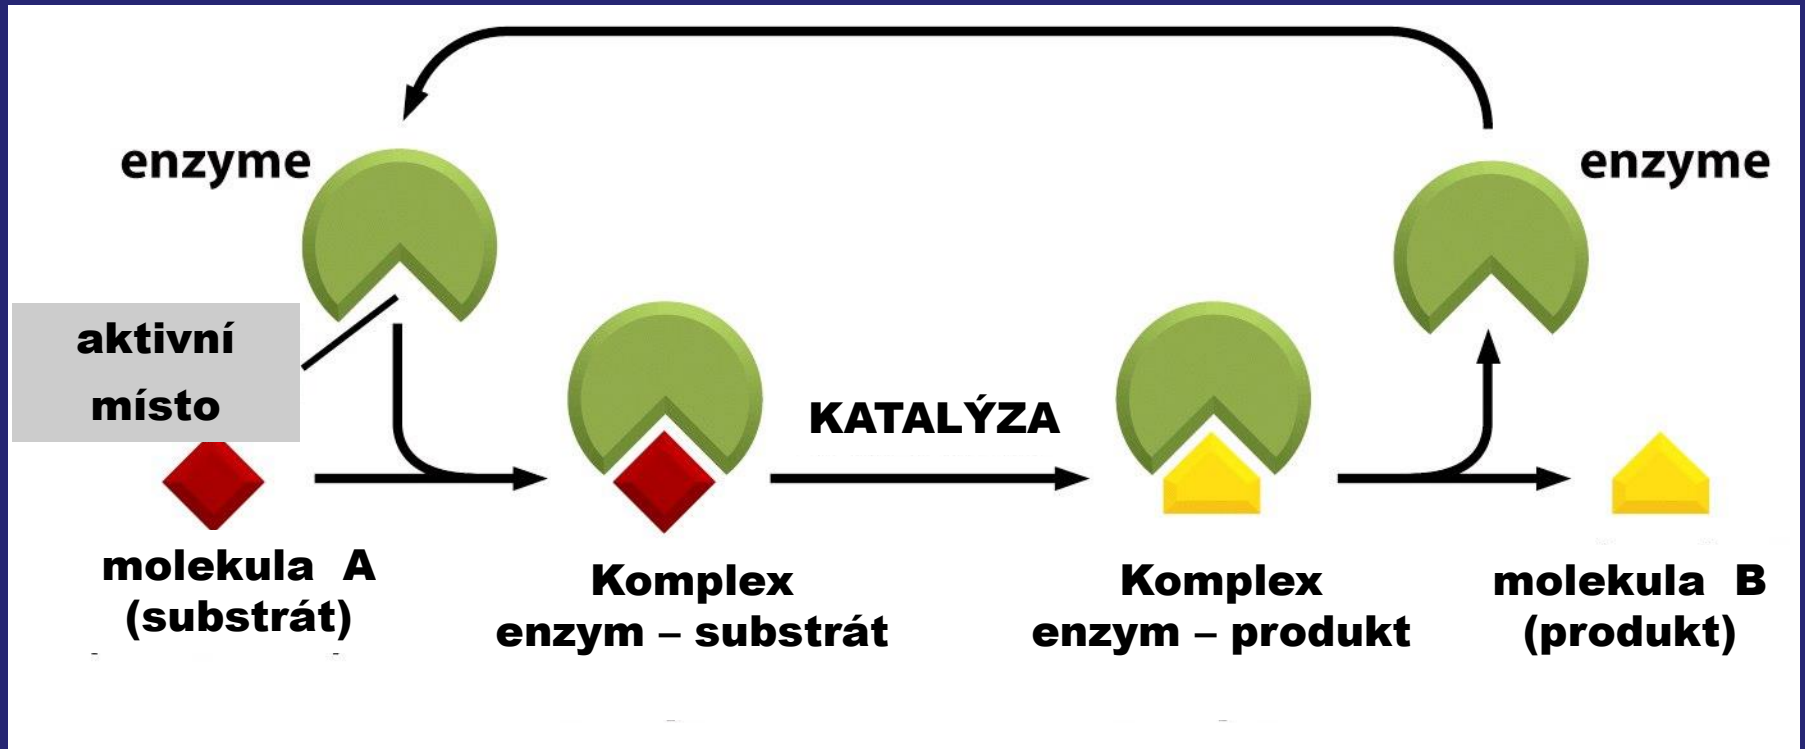 enzyme
enzyme
aktivní
místo
KATALÝZA
molekula A
(substrát)
Komplex
enzym – substrát
Komplex
enzym – produkt
molekula B
(produkt)